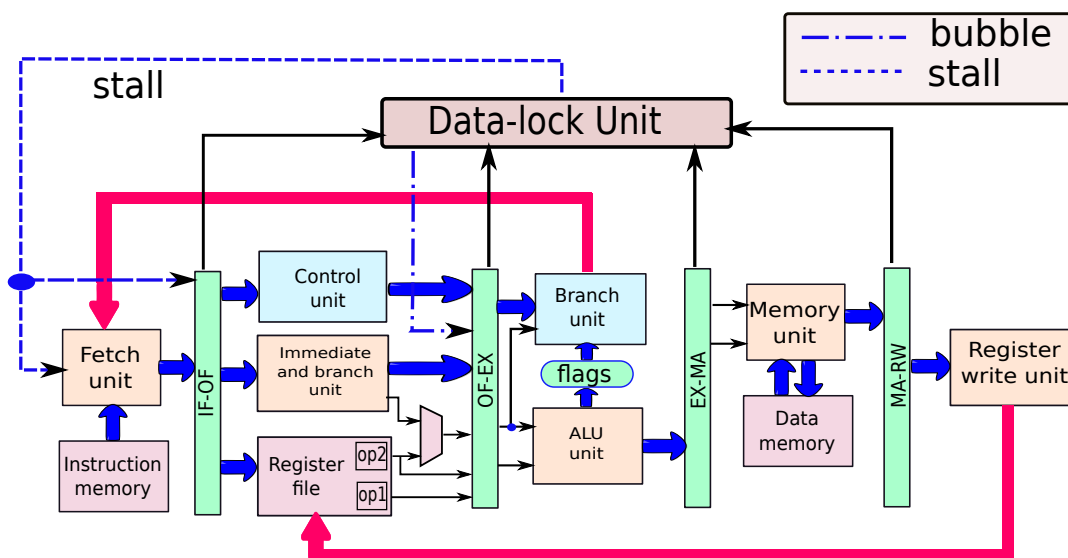 bubble
stall
stall
Data-lock Unit
Control
unit
Branch
unit
Memory
unit
Fetch
unit
Immediate
and branch
unit
flags
Register
write unit
IF-OF
OF-EX
EX-MA
MA-RW
Instruction
memory
Register
file
op2
op1
ALU
unit
Data
memory